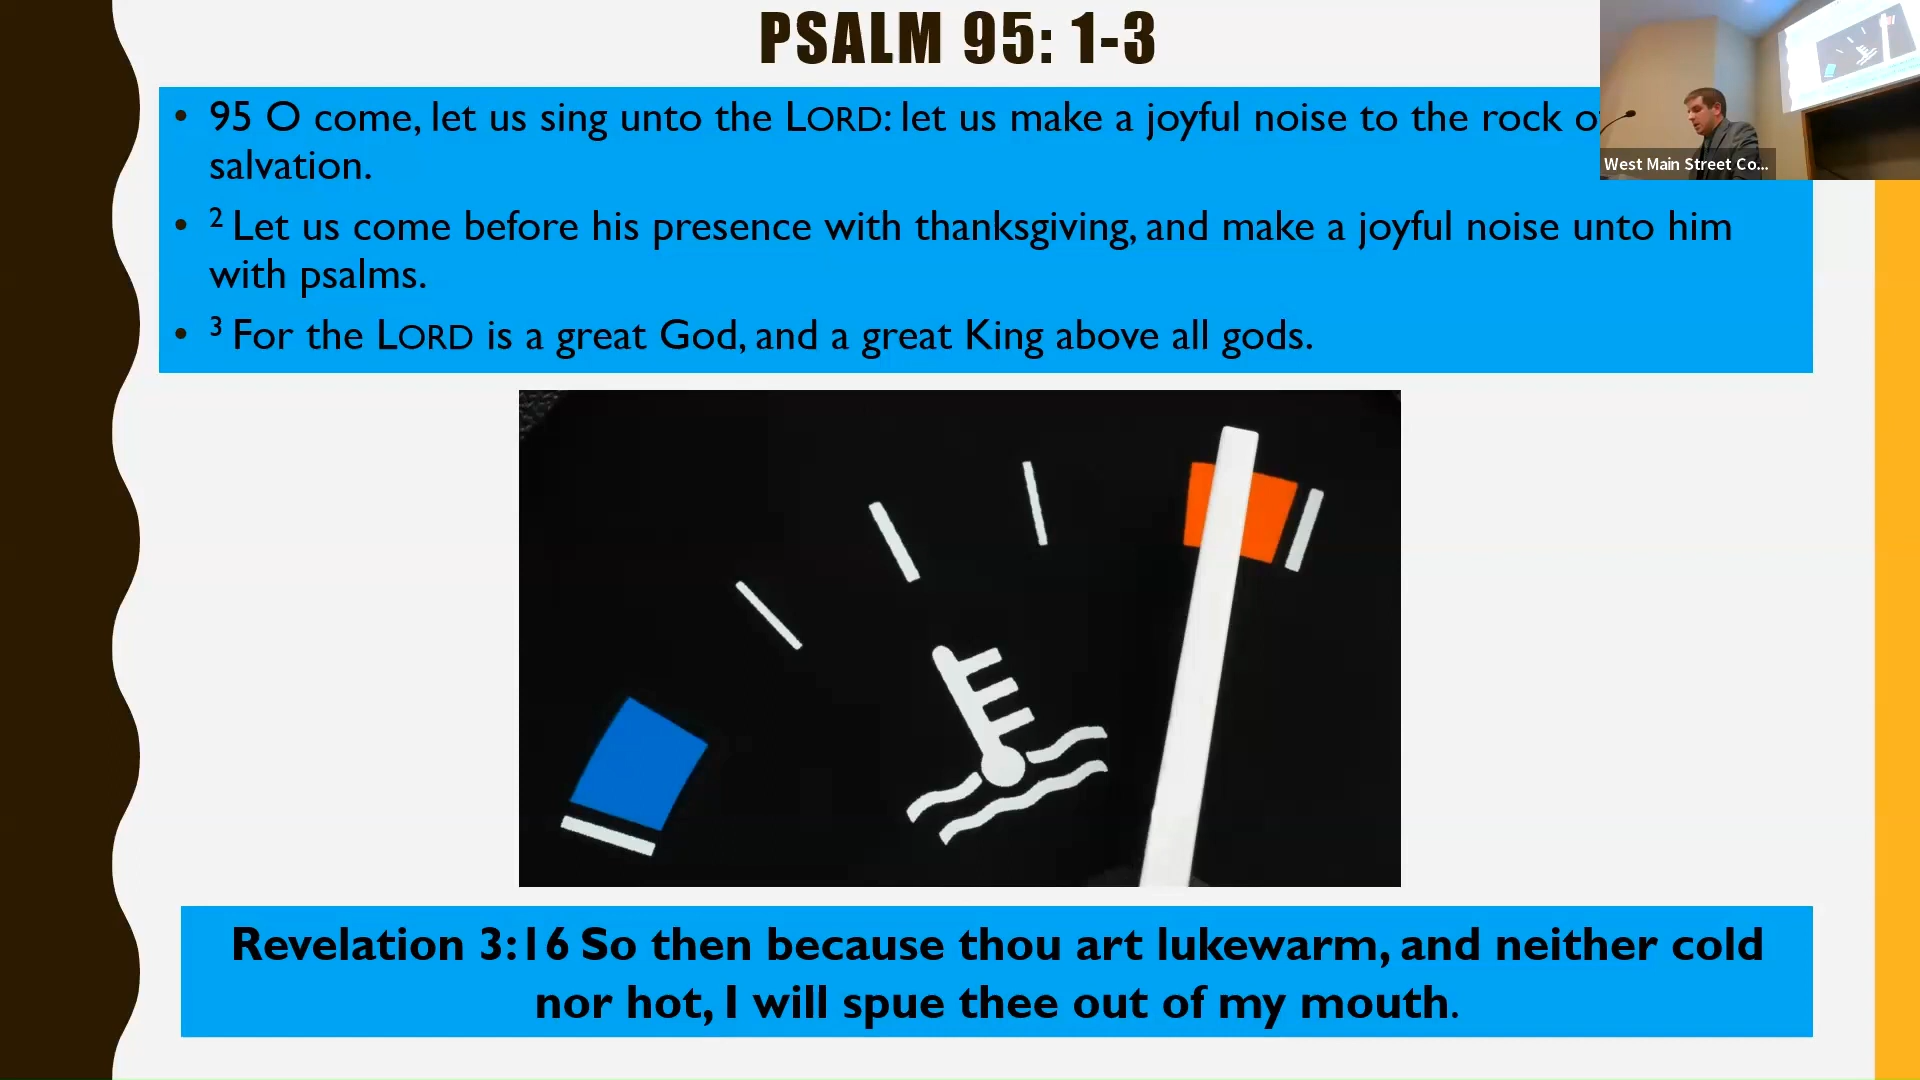 PSALM 95: 1-3
• 95 O come, let us sing unto the LORD: let us make a joyful noise to the rock
salvation.
• 2 Let us come before his presence with thanksgiving, and make a joyful noise unto him
with psalms.
• 3 For the LORD is a great God, and a great King above all gods.
West Main Street Co...
Revelation 3:16 So then because thou art lukewarm, and neither cold
nor hot, I will spue thee out of my mouth.